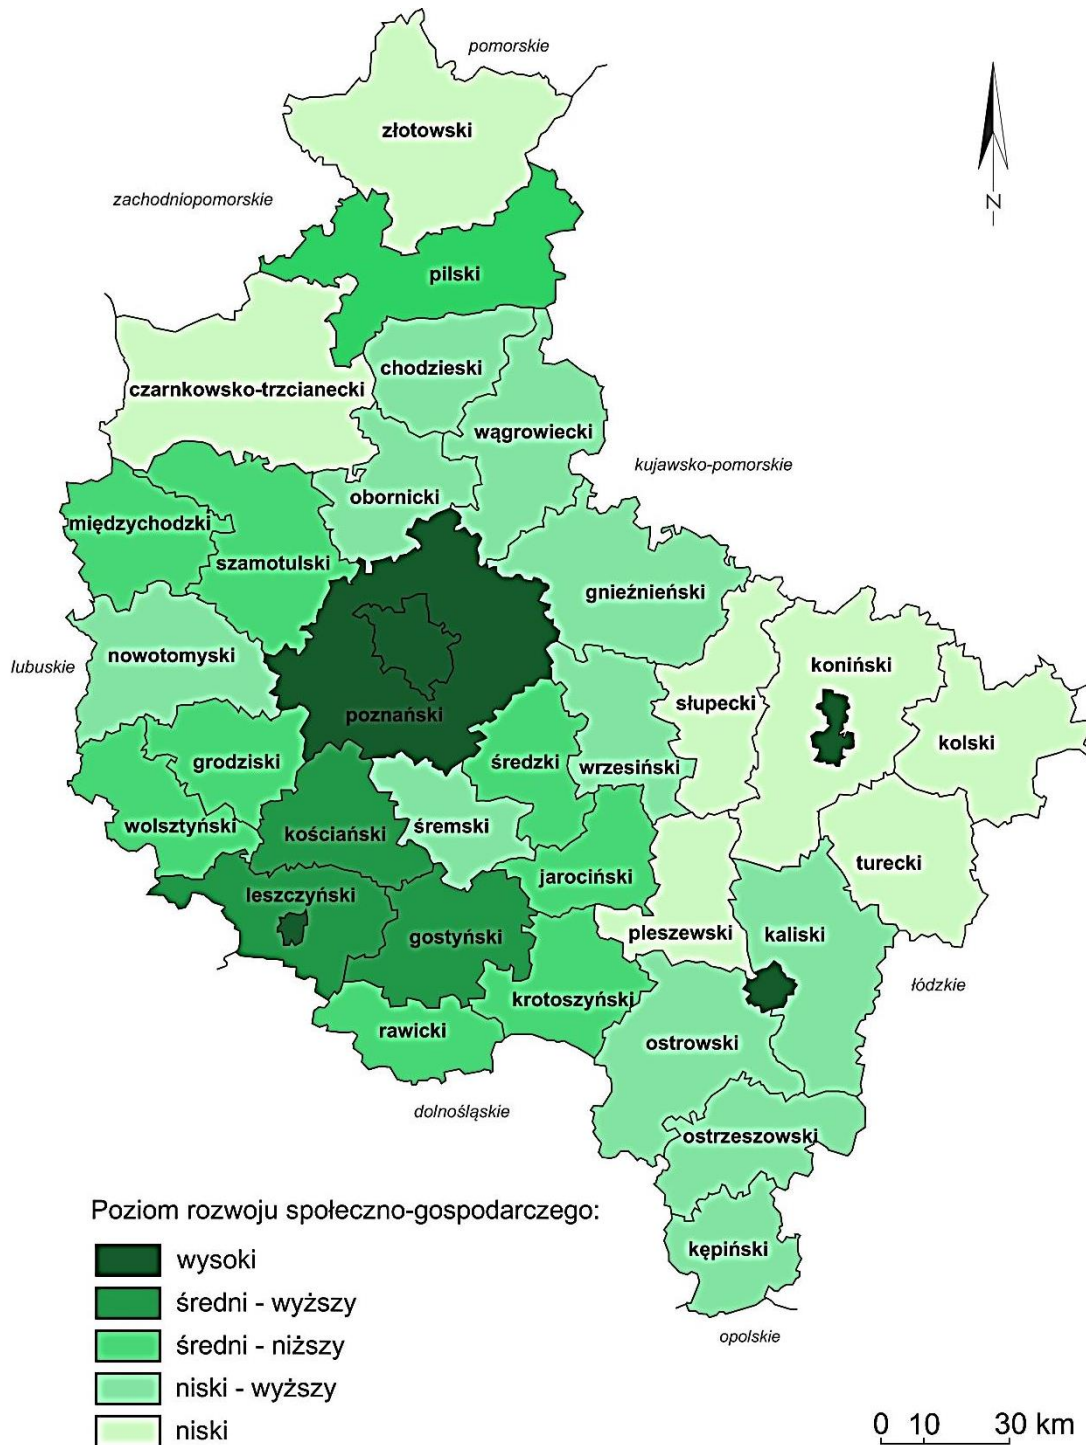 pomorskie
złotowski
zachodniopomorskie
N
pilski
chodzieski
czarnkowsko-trzcianecki
wągrowiecki
kujawsko-pomorskie
obornicki
międzychodzki
szamotulski
gnieźnieński
nowotomyski
lubuskie
koniński
słupecki
poznański
kolski
grodziski
średzki
wrzesiński
wolsztyński
kościański
śremski
turecki
jarociński
leszczyński
gostyński
pleszewski
kaliski
łódzkie
krotoszyński
rawicki
ostrowski
dolnośląskie
ostrzeszowski
kępiński
opolskie
Poziom rozwoju społeczno-gospodarczego:
wysoki
średni - wyższy
średni - niższy
niski - wyższy
niski
0 10 30 km